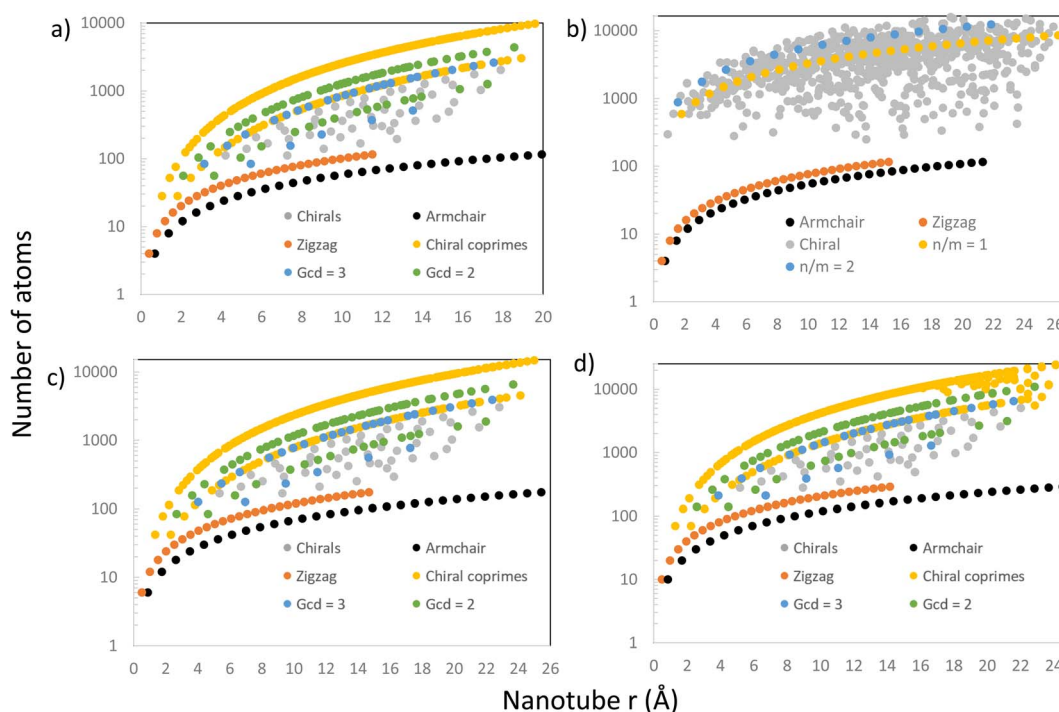 a)
10000
1000
100
10
1
Chirals
Armchair
Zigzag
Chiral coprimes
Gcd = 3
Gcd = 2
0 2 4 6 8 10 12 14 16 18 20
b)
10000
1000
100
10
1
Armchair
Zigzag
Chiral
n/m = 1
n/m = 2
0 2 4 6 8 10 12 14 16 18 20 22 24 26
Number of atoms
c)
10000
1000
100
10
1
Chirals
Armchair
Zigzag
Chiral coprimes
Gcd = 3
Gcd = 2
0 2 4 6 8 10 12 14 16 18 20 22 24 26
d)
10000
1000
100
10
1
Chirals
Armchair
Zigzag
Chiral coprimes
Gcd = 3
Gcd = 2
0 2 4 6 8 10 12 14 16 18 20 22 24
Nanotube r (Å)